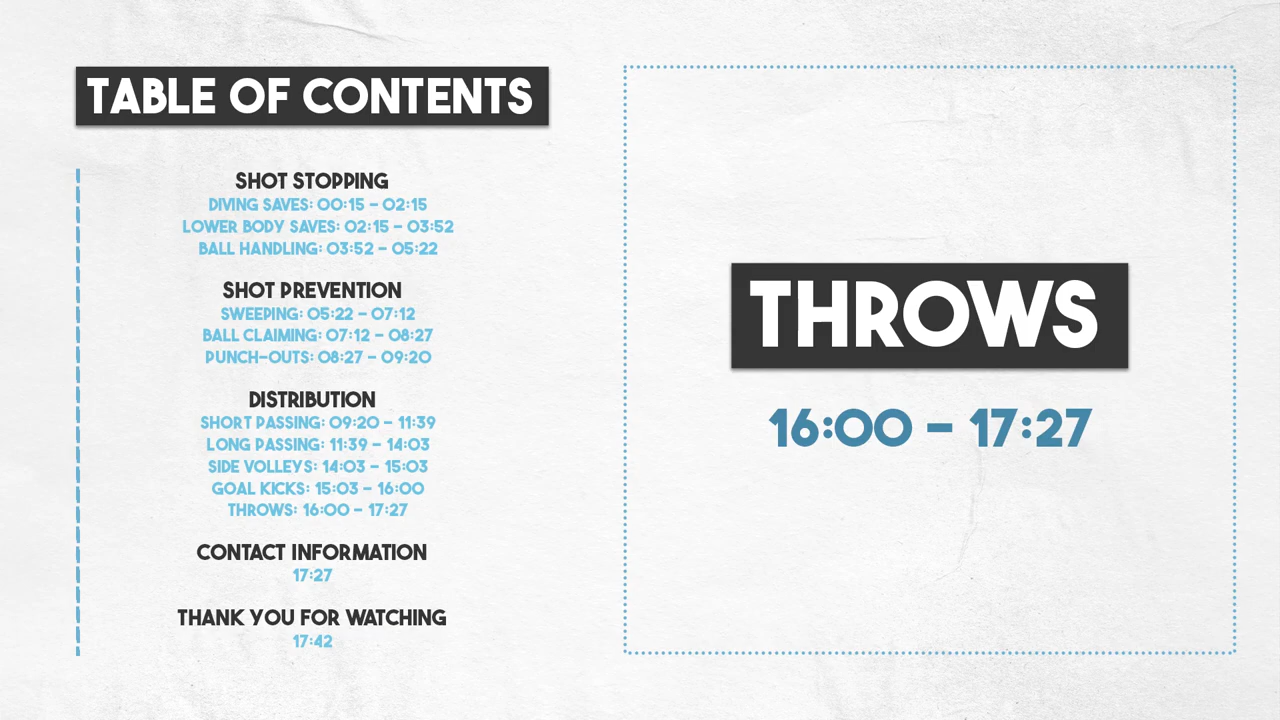 TABLE OF CONTENTS
SHOT STOPPING
DIVING SAVES: 00:15 - 02:15
LOWER BODY SAVES: 02:15 - 03:52
BALL HANDLING: 03:52 - 05:22
SHOT PREVENTION
SWEEPING: 05:22 - 07:12
BALL CLAIMING: 07:12 - 08:27
PUNCH-OUTS: 08:27 - 09:20
DISTRIBUTION
SHORT PASSING: 09:20 - 11:39
LONG PASSING: 11:39 - 14:03
SIDE VOLLEYS: 14:03 - 15:03
GOAL KICKS: 15:03 - 16:00
THROWS: 16:00 - 17:27
CONTACT INFORMATION
17:27
THANK YOU FOR WATCHING
17:42
THROWS
16:00 - 17:27